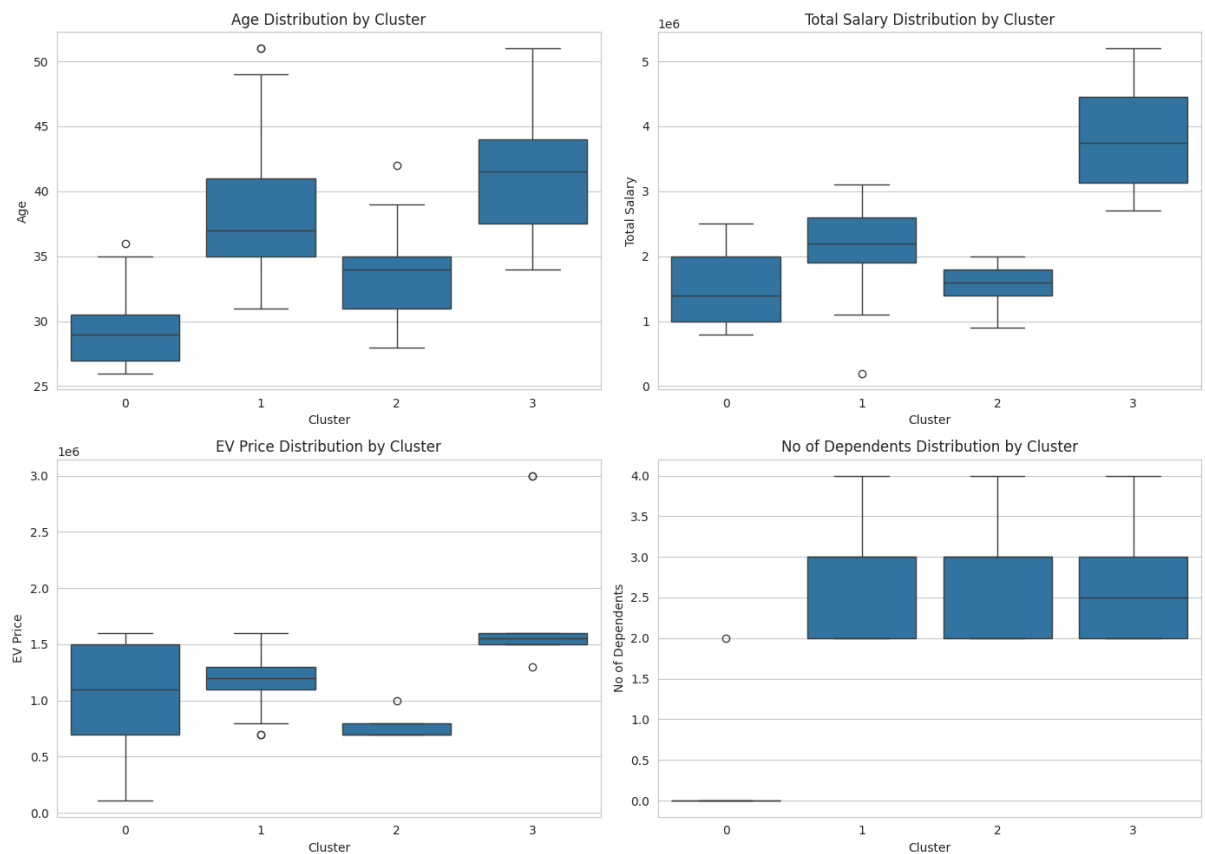 Age Distribution by Cluster
50
45
40
35
30
25
Age
0 1 2 3
Cluster
Total Salary Distribution by Cluster
1e6
5
4
3
2
1
0
Total Salary
0 1 2 3
Cluster
EV Price Distribution by Cluster
1e6
3.0
2.5
2.0
1.5
1.0
0.5
0.0
EV Price
0 1 2 3
Cluster
No of Dependents Distribution by Cluster
4.0
3.5
3.0
2.5
2.0
1.5
1.0
0.5
0.0
No of Dependents
0 1 2 3
Cluster